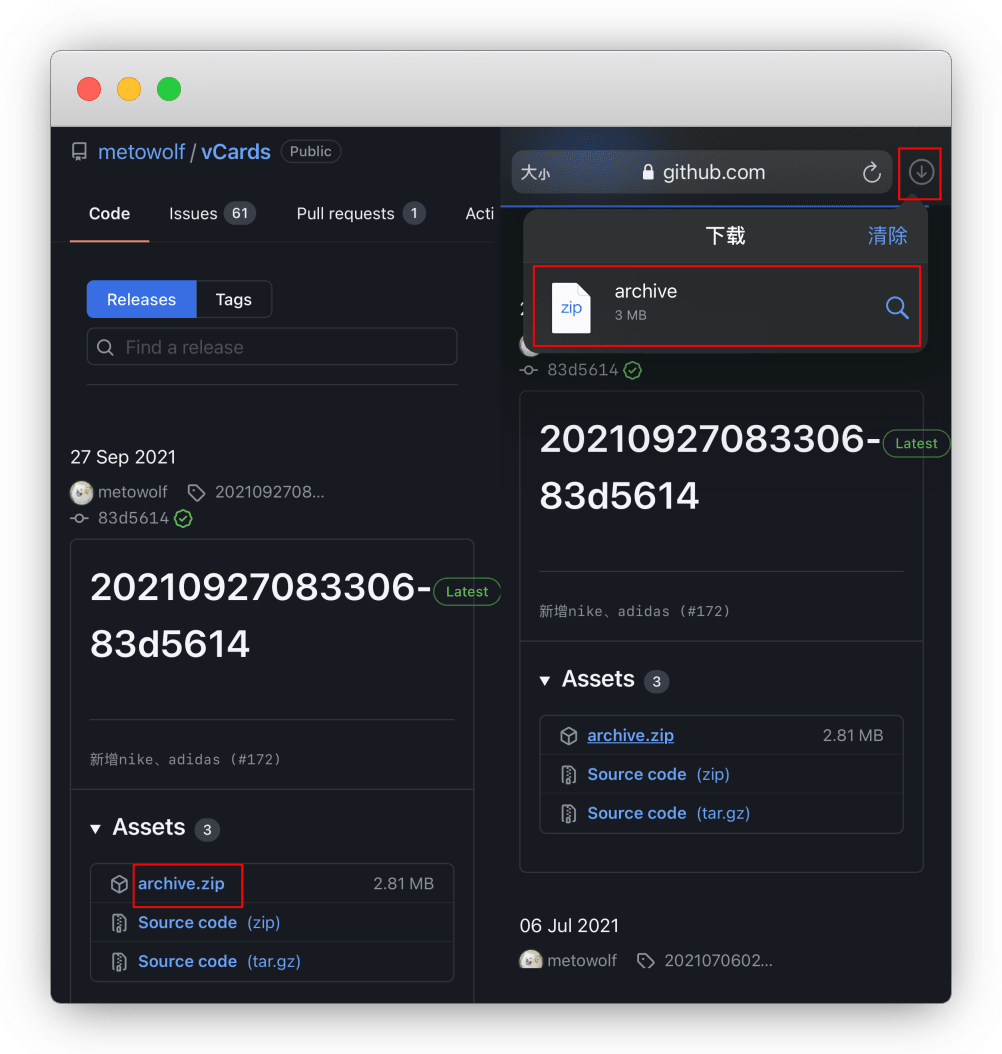 metowolf / vCards Public
Code Issues 61 Pull requests 1 Acti
Releases Tags
Find a release
27 Sep 2021
metowolf 2021092708...
83d5614
20210927083306- Latest
83d5614
新增nike、adidas (#172)
Assets 3
archive.zip 2.81 MB
Source code (zip)
Source code (tar.gz)
大小 github.com
下载 清除
archive
zip
3 MB
83d5614
20210927083306- Latest
83d5614
新增nike、adidas (#172)
Assets 3
archive.zip 2.81 MB
Source code (zip)
Source code (tar.gz)
06 Jul 2021
metowolf 2021070602...